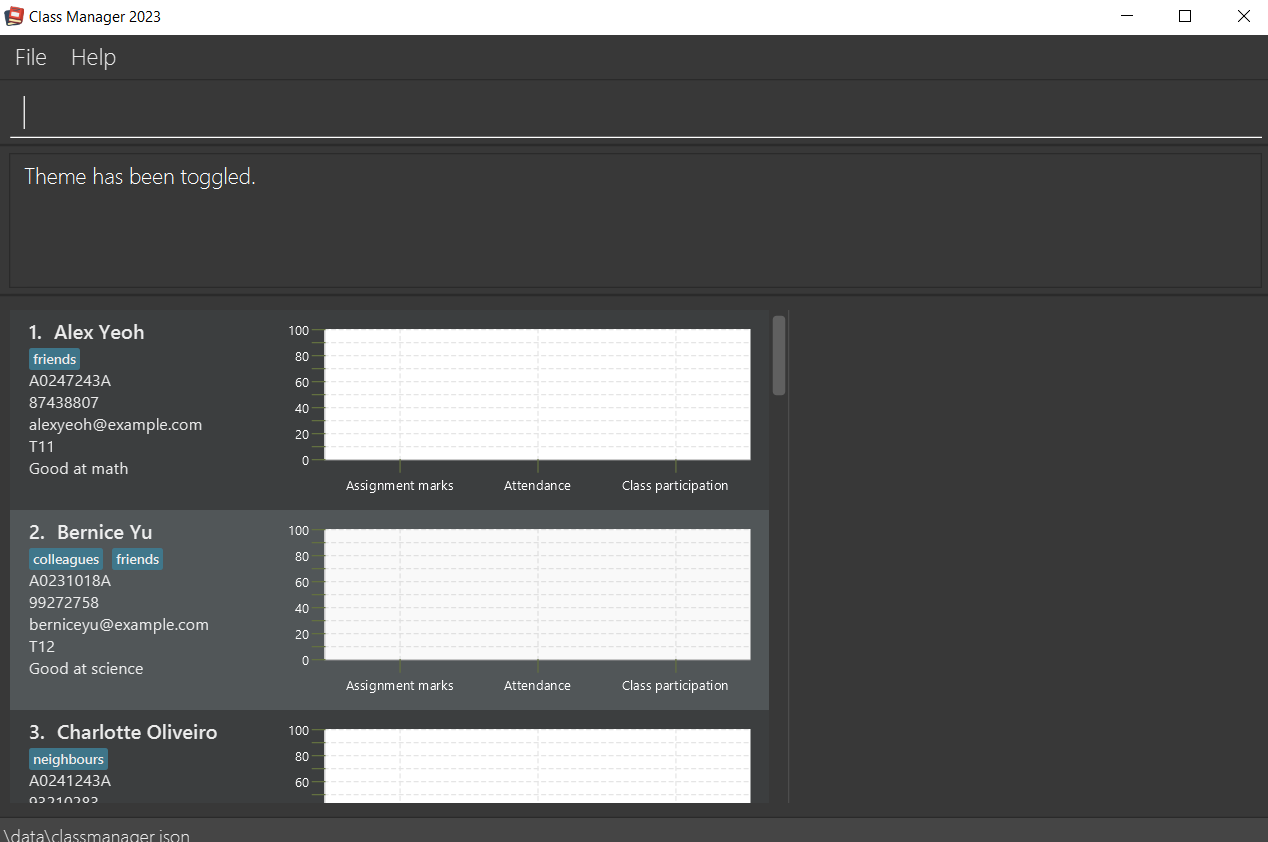 Class Manager 2023
File Help
Theme has been toggled.
1. Alex Yeoh
friends
A0247243A
87438807
alexyeoh@example.com
T11
Good at math
100
80
60
40
20
0
Assignment marks Attendance Class participation
2. Bernice Yu
colleagues friends
A0231018A
99272758
berniceyu@example.com
T12
Good at science
100
80
60
40
20
0
Assignment marks Attendance Class participation
3. Charlotte Oliveiro
neighbours
A0241243A
93210283
100
80
60
\data\classmanager.json